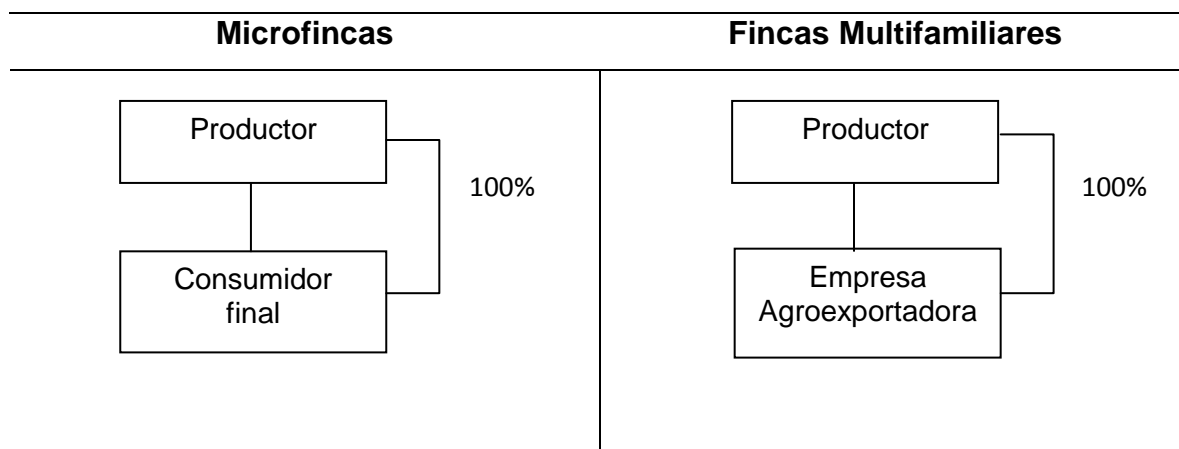 Microfincas
Fincas Multifamiliares
Productor
100%
Consumidor
final
Productor
100%
Empresa
Agroexportadora